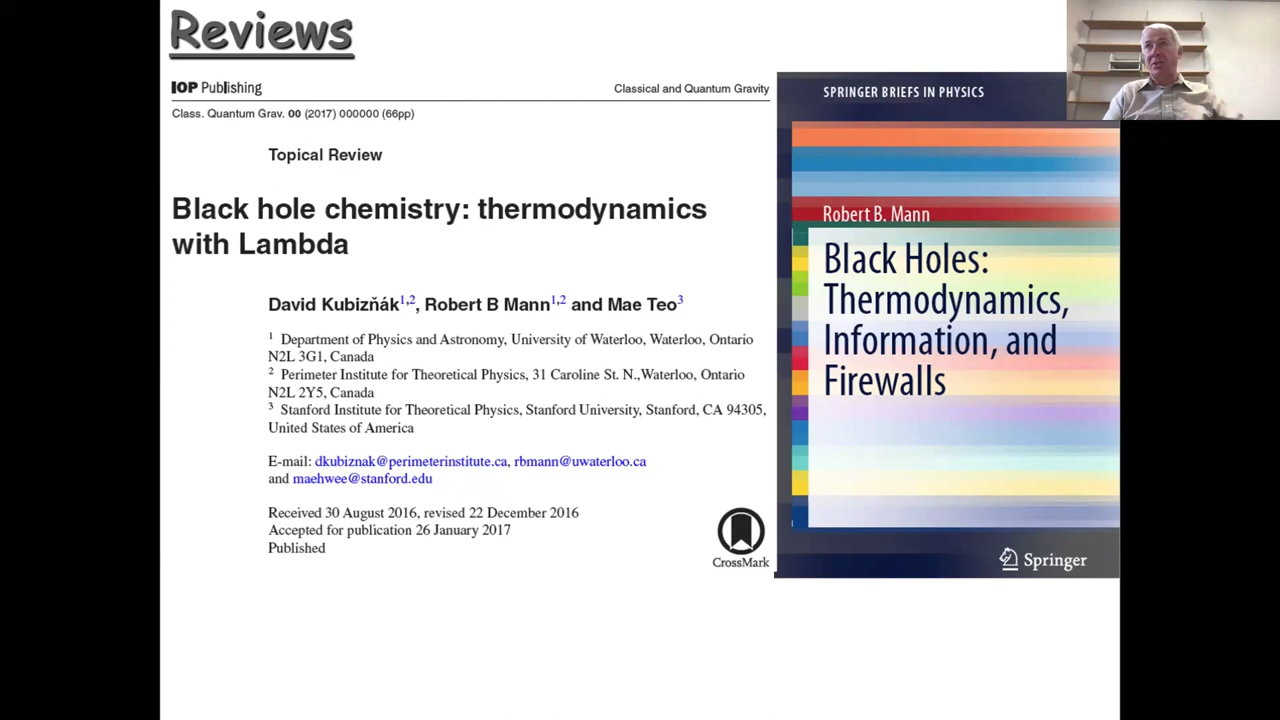 Reviews
IOP Publishing
Classical and Quantum Gravity
Class. Quantum Grav. 00 (2017) 000000 (66pp)
Topical Review
Black hole chemistry: thermodynamics
with Lambda
David Kubizňák1,2, Robert B Mann1,2 and Mae Teo3
1 Department of Physics and Astronomy, University of Waterloo, Waterloo, Ontario
N2L 3G1, Canada
2 Perimeter Institute for Theoretical Physics, 31 Caroline St. N.,Waterloo, Ontario
N2L 2Y5, Canada
3 Stanford Institute for Theoretical Physics, Stanford University, Stanford, CA 94305,
United States of America
E-mail: dkubiznak@perimeterinstitute.ca, rbmann@uwaterloo.ca
and maehwee@stanford.edu
Received 30 August 2016, revised 22 December 2016
Accepted for publication 26 January 2017
Published
CrossMark
SPRINGER BRIEFS IN PHYSICS
Robert B. Mann
Black Holes:
Thermodynamics,
Information, and
Firewalls
Springer